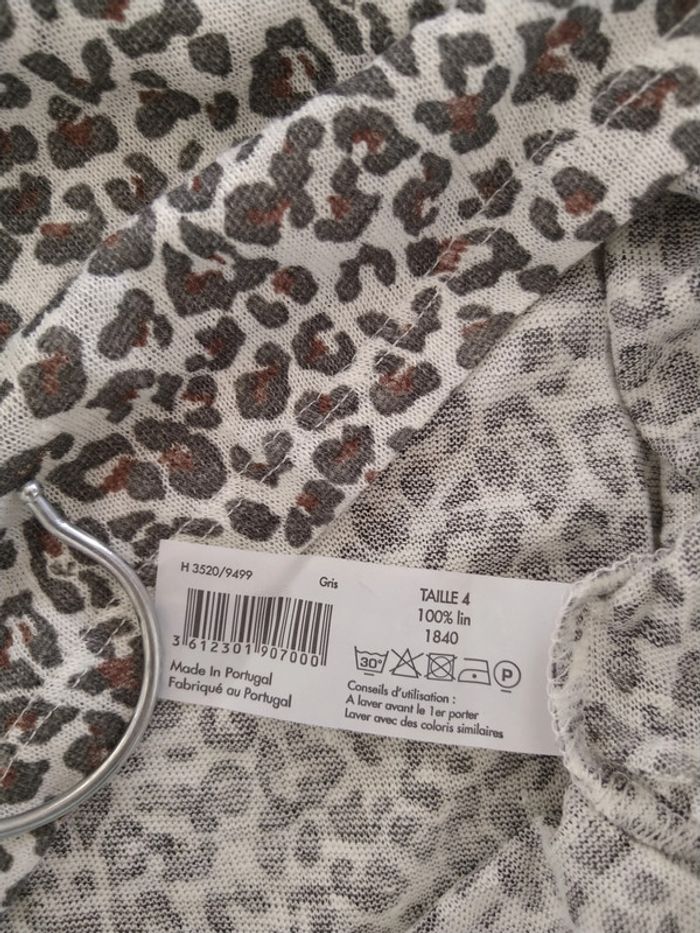 H 3520/9499
Gris
3 612301 907000
Made In Portugal
Fabriqué au Portugal
TAILLE 4
100% lin
1840
30° P
Conseils d'utilisation :
A laver avant le 1er porter
Laver avec des coloris similaires